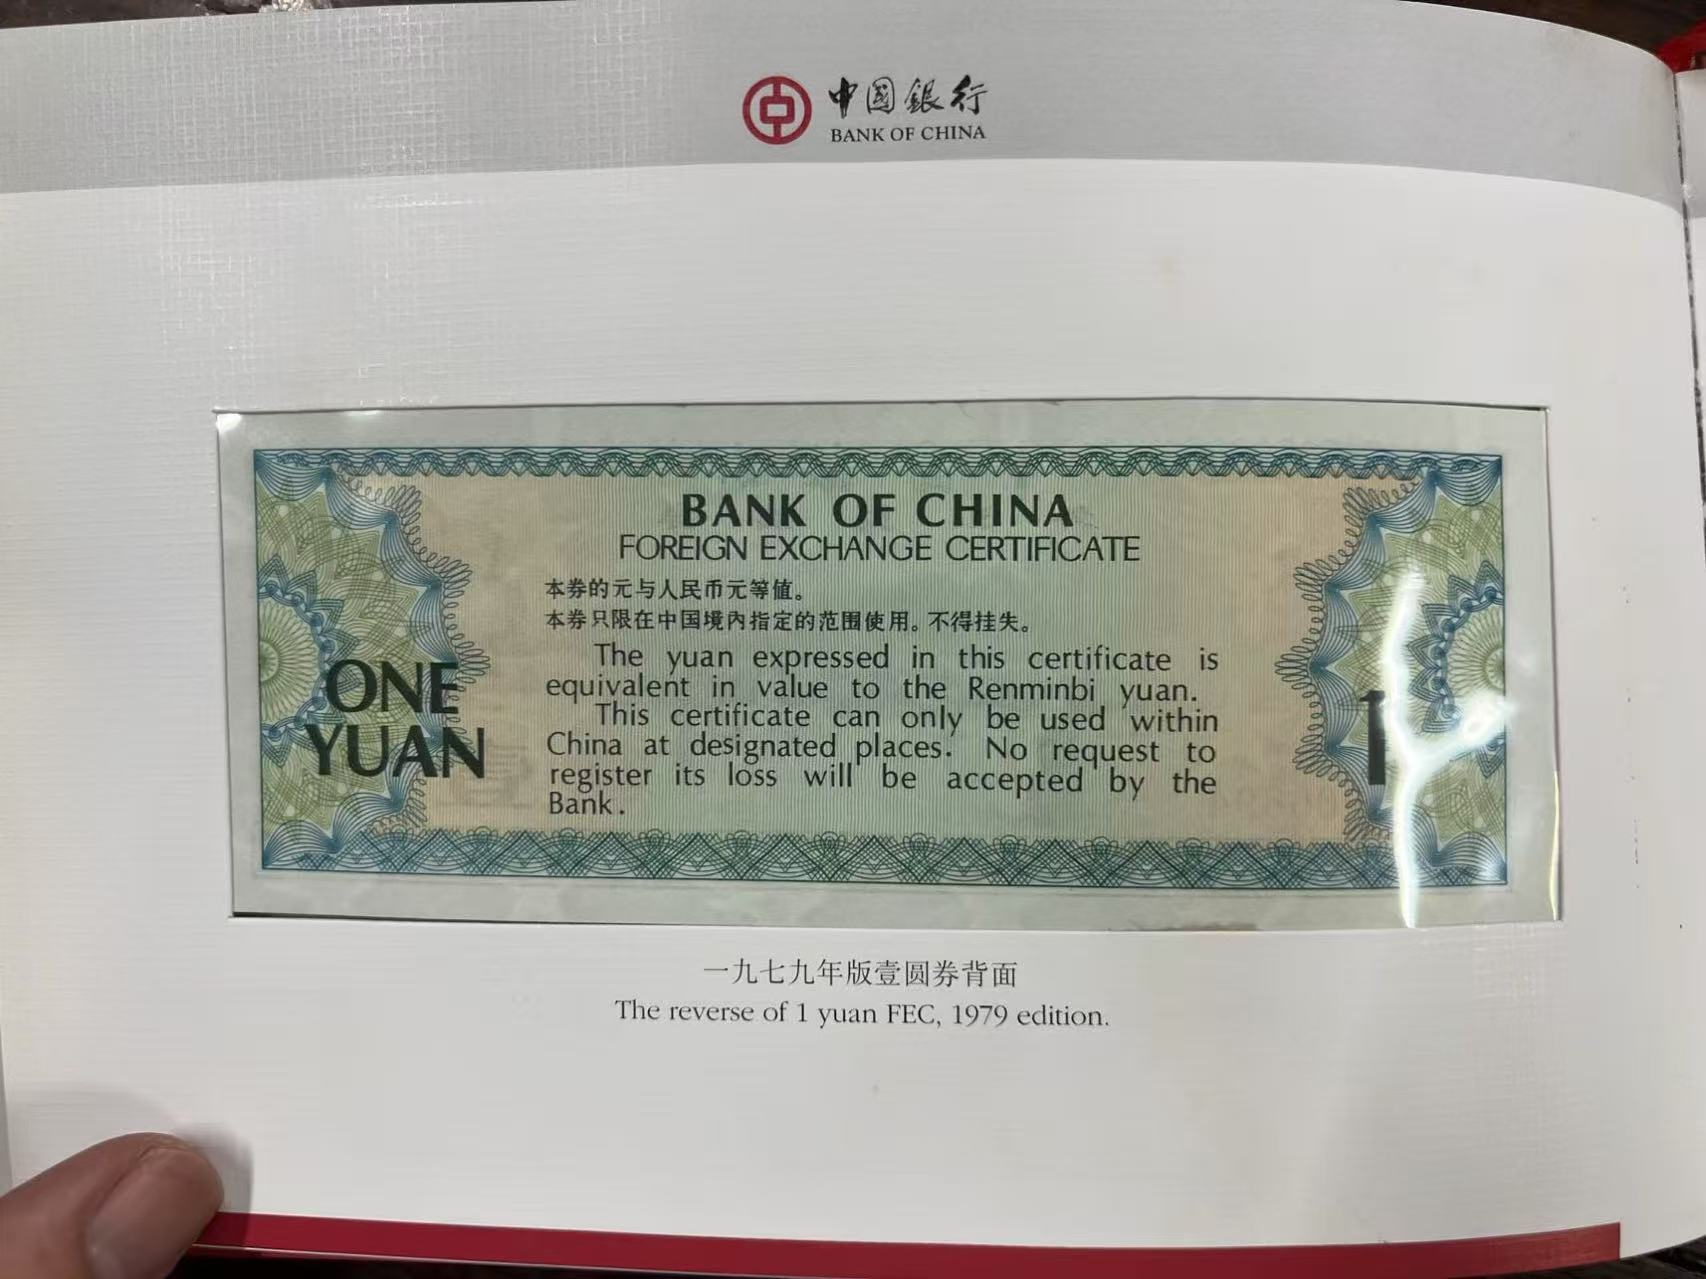 中國銀行
BANK OF CHINA
BANK OF CHINA
FOREIGN EXCHANGE CERTIFICATE
本券的元与人民币元等值。
本券只限在中国境内指定的范围使用。不得挂失。
The yuan expressed in this certificate is
equivalent in value to the Renminbi yuan.
This certificate can only be used within
China at designated places. No request to
register its loss will be accepted by the
Bank.
ONE
YUAN
1
一九七九年版壹圆券背面
The reverse of 1 yuan FEC, 1979 edition.